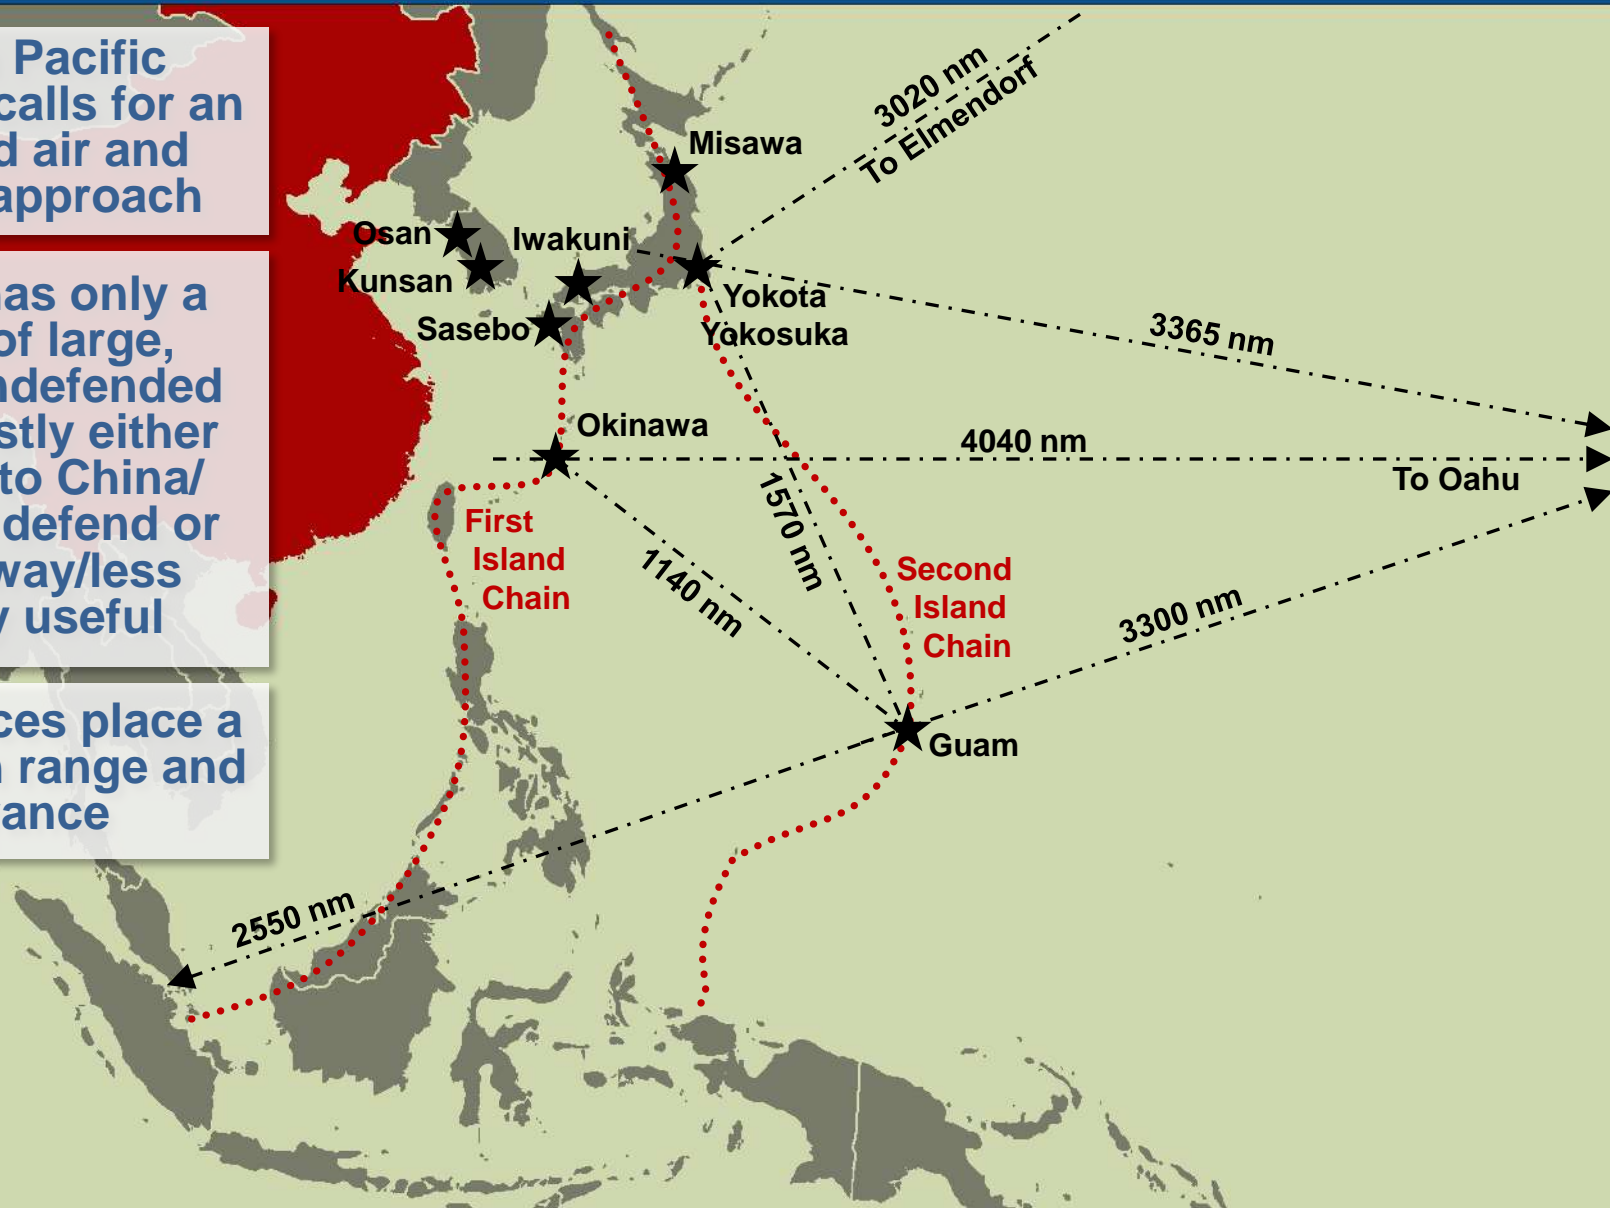 Pacific
calls for an
d air and
approach
has only a
of large,
ndefended
stly either
to China/
defend or
way/less
y useful
ces place a
n range and
ance
3020 nm
To Elmendorf
Misawa
Osan
Iwakuni
Kunsan
Yokota
Sasebo
Yokosuka
3365 nm
Okinawa
4040 nm
To Oahu
First
Island
Chain
1570 nm
1140 nm
Second
Island
Chain
3300 nm
Guam
2550 nm